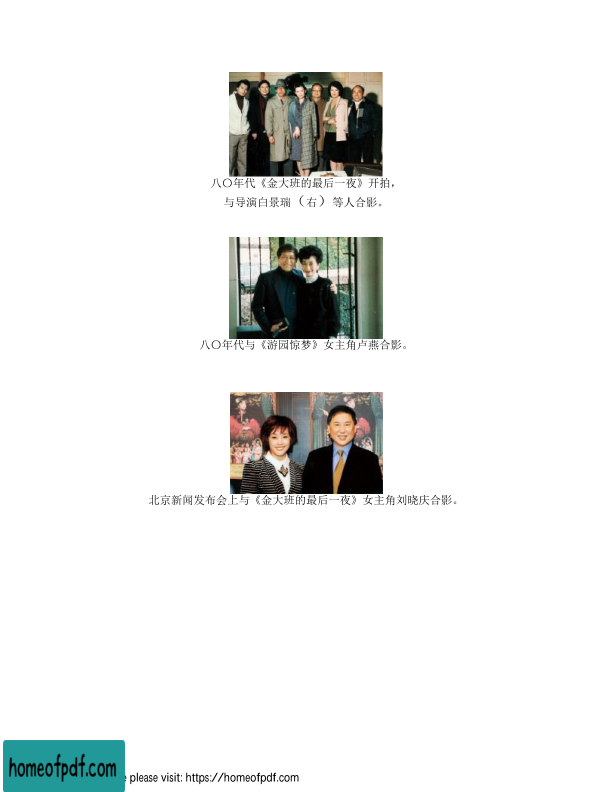 八〇年代《金大班的最后一夜》开拍，
与导演白景瑞（右）等人合影。
八〇年代与《游园惊梦》女主角卢燕合影。
北京新闻发布会上与《金大班的最后一夜》女主角刘晓庆合影。
homeofpdf.com
please visit: https://homeofpdf.com